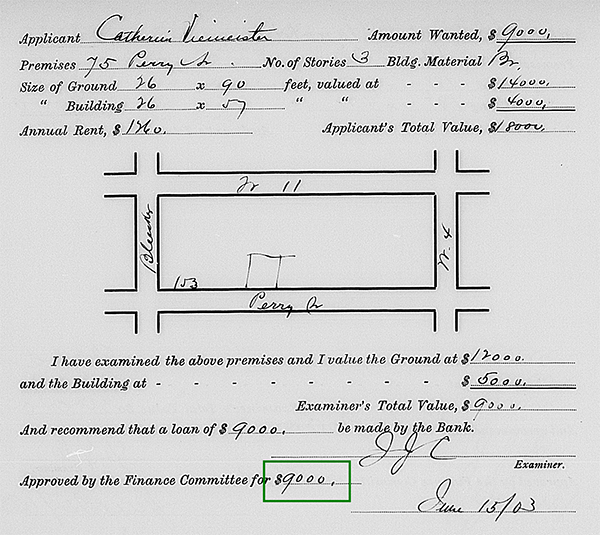 Applicant Catherine Viemeister Amount Wanted, $9000.
Premises 75 Perry St. No. of Stories 3 Bldg. Material Br.
Size of Ground 26 x 90 feet, valued at - - - $14000.
" Building 26 x 57 " " - - - $4000.
Annual Rent, $1260. Applicant's Total Value, $18000.
W 11
Bleecker
W. 4
153
Perry St
I have examined the above premises and I value the Ground at $12000.
and the Building at - - - - - - - - $5000.
Examiner's Total Value, $9000.
And recommend that a loan of $9000. be made by the Bank.
J J C
Examiner.
Approved by the Finance Committee for $9000.
June 15/03